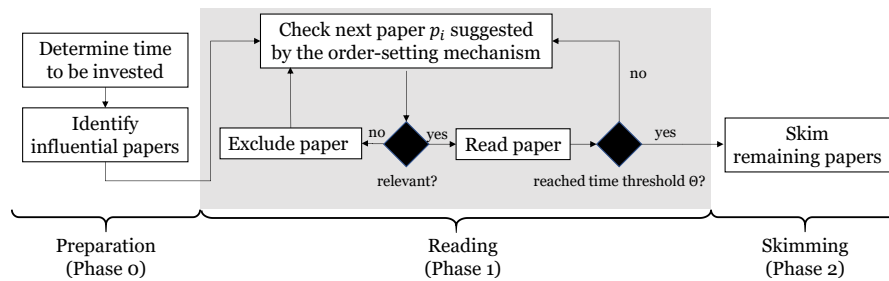 Determine time
to be invested
Identify
influential papers
Check next paper pᵢ suggested
by the order-setting mechanism
Exclude paper
no
yes
relevant?
Read paper
no
yes
reached time threshold Θ?
Skim
remaining papers
Preparation
(Phase 0)
Reading
(Phase 1)
Skimming
(Phase 2)